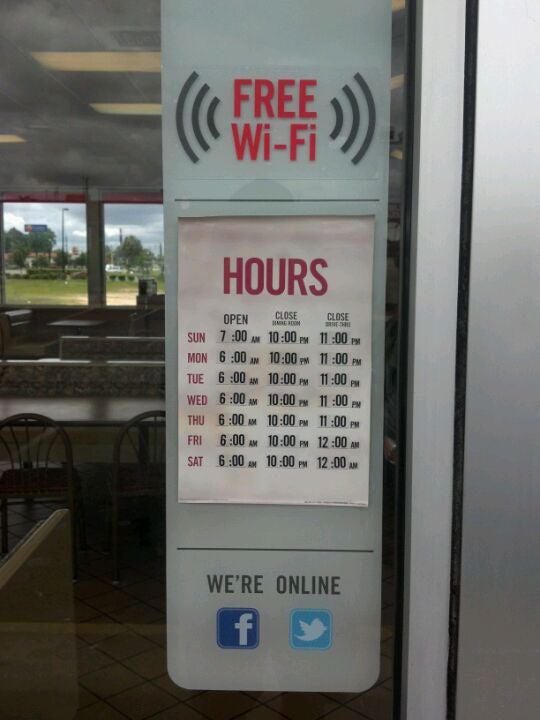 FREE
Wi-Fi
HOURS
OPEN CLOSE CLOSE
DINING ROOM DRIVE-THRU
SUN 7:00 AM 10:00 PM 11:00 PM
MON 6:00 AM 10:00 PM 11:00 PM
TUE 6:00 AM 10:00 PM 11:00 PM
WED 6:00 AM 10:00 PM 11:00 PM
THU 6:00 AM 10:00 PM 11:00 PM
FRI 6:00 AM 10:00 PM 12:00 AM
SAT 6:00 AM 10:00 PM 12:00 AM
WE'RE ONLINE
f